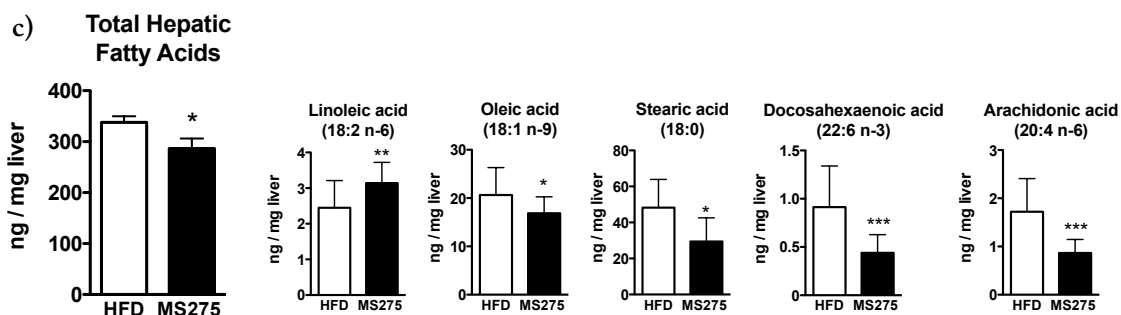 c)
Total Hepatic
Fatty Acids
ng / mg liver
400
300
200
300
0
*
HFD MS275
Linoleic acid
(18:2 n-6)
ng / mg liver
4
3
2
1
0
**
HFD MS275
Oleic acid
(18:1 n-9)
ng / mg liver
30
20
10
0
*
HFD MS275
Stearic acid
(18:0)
ng / mg liver
80
60
40
20
0
*
HFD MS275
Docosahexaenoic acid
(22:6 n-3)
ng / mg liver
1.5
1.0
0.5
0.0
***
HFD MS275
Arachidonic acid
(20:4 n-6)
ng / mg liver
3
2
1
0
***
HFD MS275